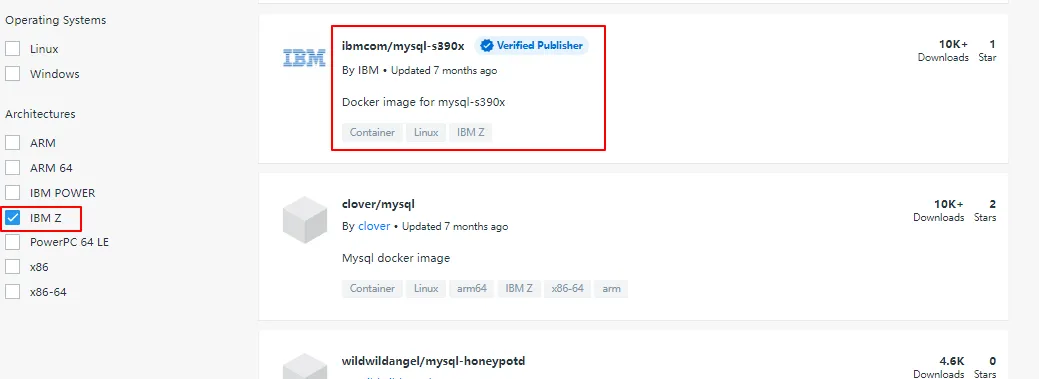 Operating Systems
Linux
Windows
Architectures
ARM
ARM 64
IBM POWER
IBM Z
PowerPC 64 LE
x86
x86-64
IBM
ibmcom/mysql-s390x Verified Publisher
By IBM • Updated 7 months ago
Docker image for mysql-s390x
Container Linux IBM Z
10K+ 1
Downloads Star
clover/mysql
By clover • Updated 7 months ago
Mysql docker image
Container Linux arm64 IBM Z x86-64 arm
10K+ 2
Downloads Stars
wildwildangel/mysql-honeypotd
4.6K 0
Downloads Stars